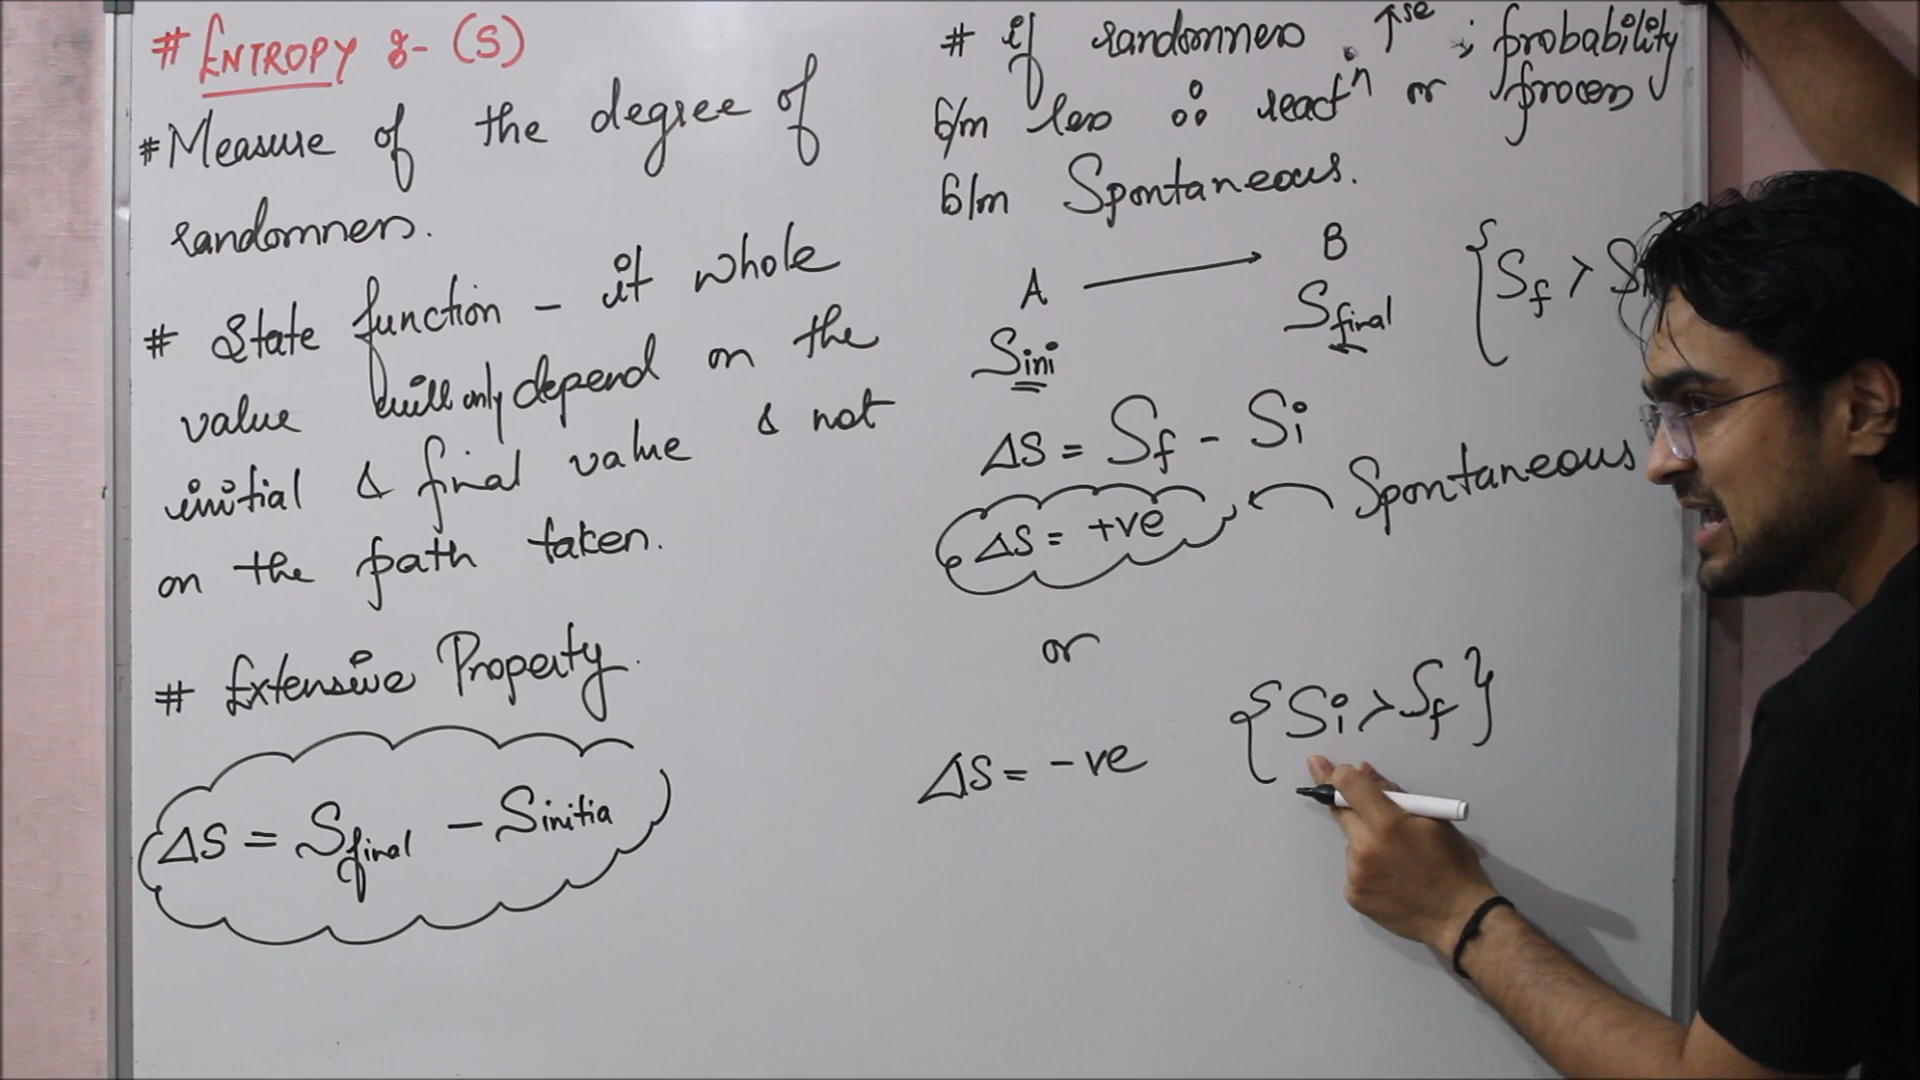 # ENTROPY :- (S)
# Measure of the degree of
randomness.
# State function - it whole
value will only depend on the
initial & final value & not
on the path taken.
# Extensive Property.
ΔS = Sfinal - Sinitia
# if randomness ↑se ; probability
b/m less ∴ reactⁿ or process
b/m Spontaneous.
A → B
Sini Sfinal { Sf > S
ΔS = Sf - Si
ΔS = +ve ← Spontaneous
or
ΔS = -ve { Si > Sf }